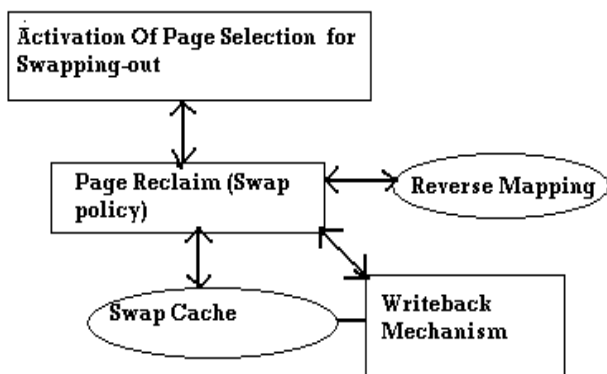 Activation Of Page Selection for
Swapping-out
Page Reclaim (Swap
policy)
Reverse Mapping
Swap Cache
Writeback
Mechanism